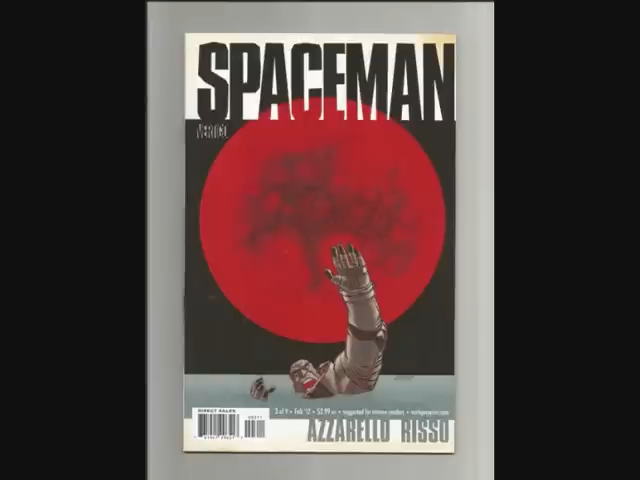 SPACEMAN
VERTIGO
DIRECT SALES
3 of 9 • Feb '12 • $2.99 US • suggested for mature readers • vertigocomics.com
AZZARELLO RISSO